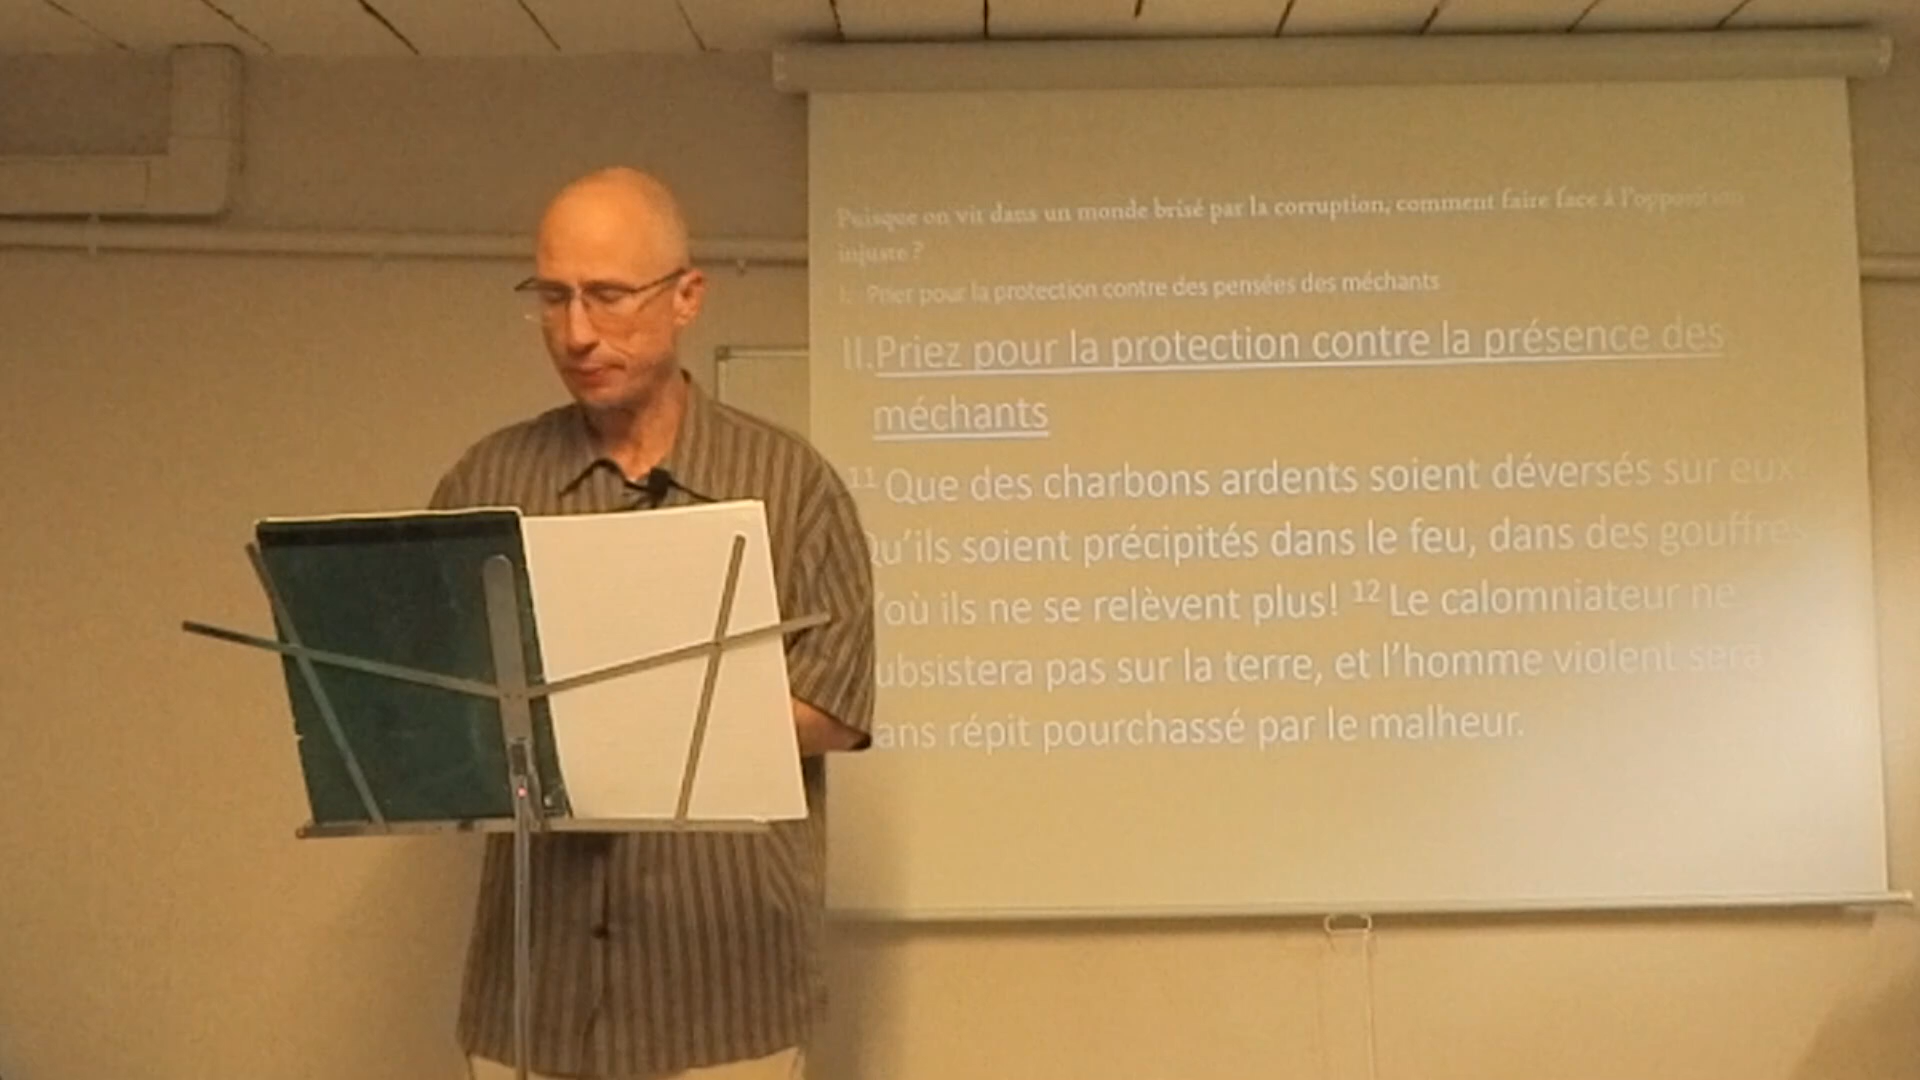 Puisque on vit dans un monde brisé par la corruption, comment faire face à l'opposition
injuste ?
I. Prier pour la protection contre des pensées des méchants
II. Priez pour la protection contre la présence des
méchants
11 Que des charbons ardents soient déversés sur eux
Qu'ils soient précipités dans le feu, dans des gouffres
'où ils ne se relèvent plus! 12 Le calomniateur ne
ubsistera pas sur la terre, et l'homme violent sera
ans répit pourchassé par le malheur.